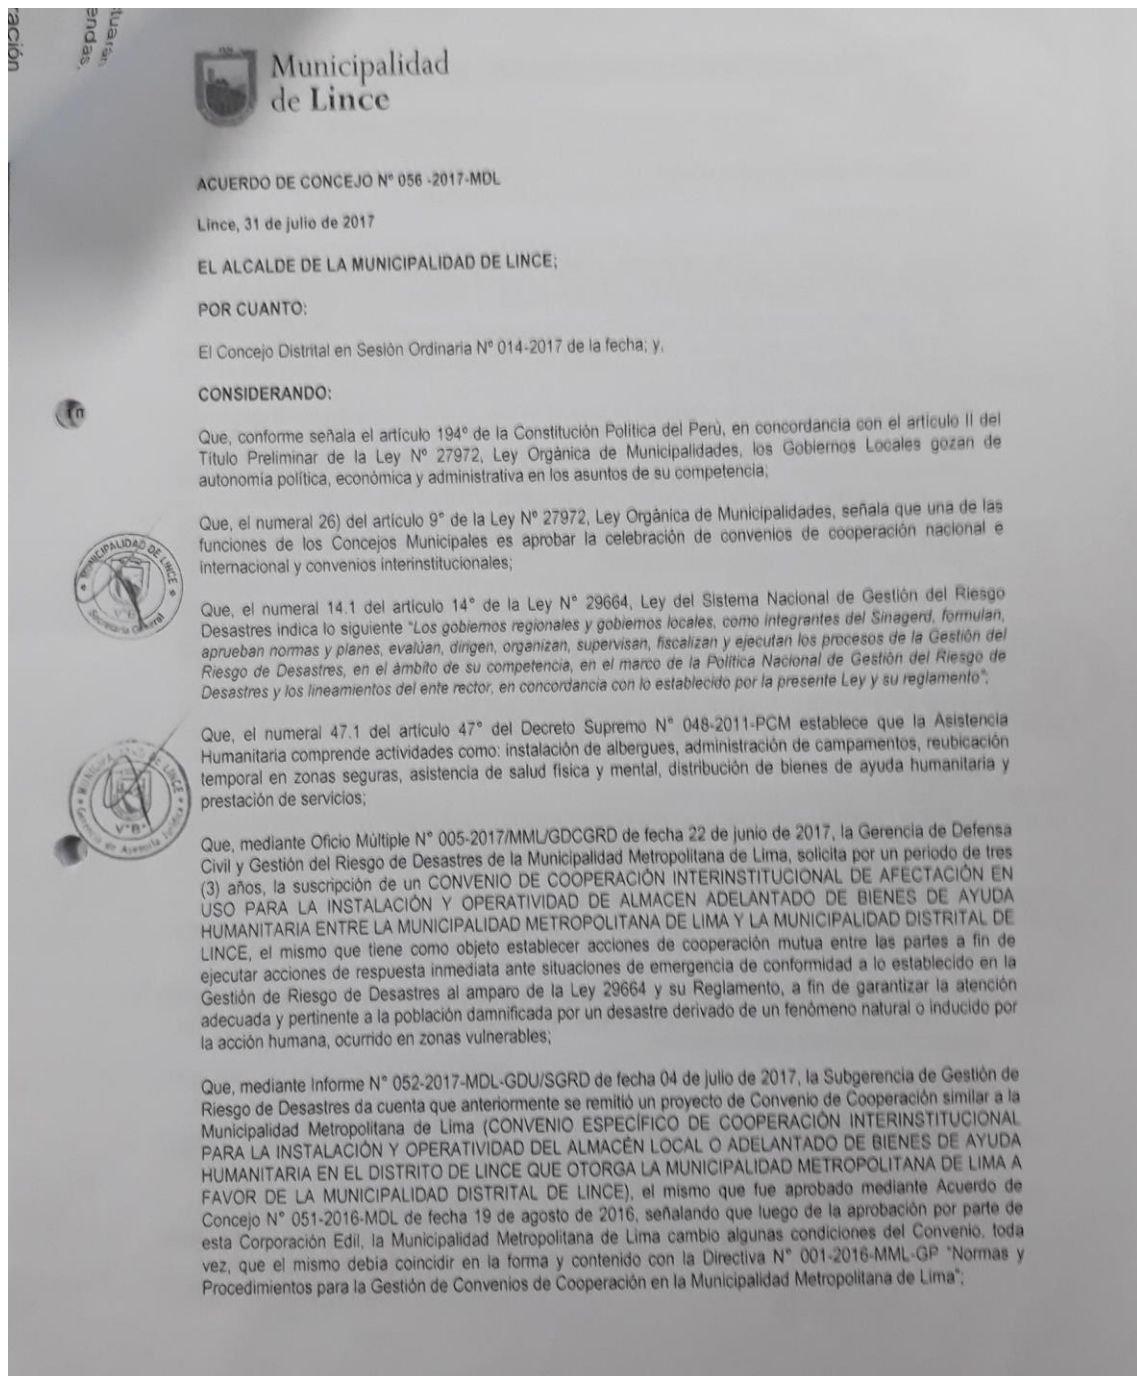 ración
tuarán
endas,
Municipalidad
de Lince
ACUERDO DE CONCEJO N° 056 -2017-MDL
Lince, 31 de julio de 2017
EL ALCALDE DE LA MUNICIPALIDAD DE LINCE;
POR CUANTO:
El Concejo Distrital en Sesión Ordinaria N° 014-2017 de la fecha; y,
CONSIDERANDO:
Que, conforme señala el artículo 194° de la Constitución Política del Perú, en concordancia con el artículo II del
Título Preliminar de la Ley N° 27972, Ley Orgánica de Municipalidades, los Gobiernos Locales gozan de
autonomía política, económica y administrativa en los asuntos de su competencia;
Que, el numeral 26) del artículo 9° de la Ley N° 27972, Ley Orgánica de Municipalidades, señala que una de las
funciones de los Concejos Municipales es aprobar la celebración de convenios de cooperación nacional e
internacional y convenios interinstitucionales;
MUNICIPALIDAD DE LINCE
V°B°
Secretaría General
Que, el numeral 14.1 del artículo 14° de la Ley N° 29664, Ley del Sistema Nacional de Gestión del Riesgo
Desastres indica lo siguiente "Los gobiernos regionales y gobiernos locales, como integrantes del Sinagerd, formulan,
aprueban normas y planes, evalúan, dirigen, organizan, supervisan, fiscalizan y ejecutan los procesos de la Gestión del
Riesgo de Desastres, en el ámbito de su competencia, en el marco de la Política Nacional de Gestión del Riesgo de
Desastres y los lineamientos del ente rector, en concordancia con lo establecido por la presente Ley y su reglamento";
Que, el numeral 47.1 del artículo 47° del Decreto Supremo N° 048-2011-PCM establece que la Asistencia
Humanitaria comprende actividades como: instalación de albergues, administración de campamentos, reubicación
temporal en zonas seguras, asistencia de salud física y mental, distribución de bienes de ayuda humanitaria y
prestación de servicios;
DE LINCE
V°B°
Gerencia de Asesoría Jurídica
Que, mediante Oficio Múltiple N° 005-2017/MML/GDCGRD de fecha 22 de junio de 2017, la Gerencia de Defensa
Civil y Gestión del Riesgo de Desastres de la Municipalidad Metropolitana de Lima, solicita por un periodo de tres
(3) años, la suscripción de un CONVENIO DE COOPERACIÓN INTERINSTITUCIONAL DE AFECTACIÓN EN
USO PARA LA INSTALACIÓN Y OPERATIVIDAD DE ALMACEN ADELANTADO DE BIENES DE AYUDA
HUMANITARIA ENTRE LA MUNICIPALIDAD METROPOLITANA DE LIMA Y LA MUNICIPALIDAD DISTRITAL DE
LINCE, el mismo que tiene como objeto establecer acciones de cooperación mutua entre las partes a fin de
ejecutar acciones de respuesta inmediata ante situaciones de emergencia de conformidad a lo establecido en la
Gestión de Riesgo de Desastres al amparo de la Ley 29664 y su Reglamento, a fin de garantizar la atención
adecuada y pertinente a la población damnificada por un desastre derivado de un fenómeno natural o inducido por
la acción humana, ocurrido en zonas vulnerables;
Que, mediante Informe N° 052-2017-MDL-GDU/SGRD de fecha 04 de julio de 2017, la Subgerencia de Gestión de
Riesgo de Desastres da cuenta que anteriormente se remitió un proyecto de Convenio de Cooperación similar a la
Municipalidad Metropolitana de Lima (CONVENIO ESPECÍFICO DE COOPERACIÓN INTERINSTITUCIONAL
PARA LA INSTALACIÓN Y OPERATIVIDAD DEL ALMACÉN LOCAL O ADELANTADO DE BIENES DE AYUDA
HUMANITARIA EN EL DISTRITO DE LINCE QUE OTORGA LA MUNICIPALIDAD METROPOLITANA DE LIMA A
FAVOR DE LA MUNICIPALIDAD DISTRITAL DE LINCE), el mismo que fue aprobado mediante Acuerdo de
Concejo N° 051-2016-MDL de fecha 19 de agosto de 2016, señalando que luego de la aprobación por parte de
esta Corporación Edil, la Municipalidad Metropolitana de Lima cambio algunas condiciones del Convenio, toda
vez, que el mismo debía coincidir en la forma y contenido con la Directiva N° 001-2016-MML-GP "Normas y
Procedimientos para la Gestión de Convenios de Cooperación en la Municipalidad Metropolitana de Lima";